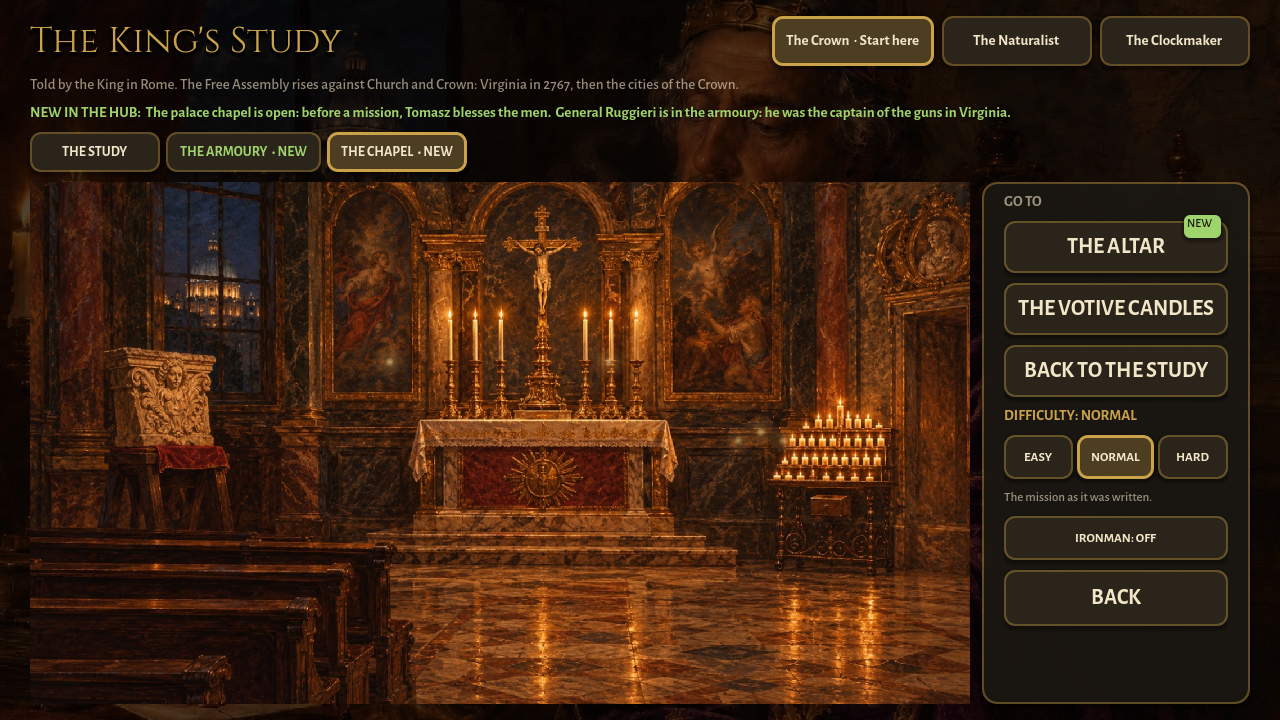 The King's Study
The Crown · Start here
The Naturalist
The Clockmaker
Told by the King in Rome. The Free Assembly rises against Church and Crown: Virginia in 2767, then the cities of the Crown.
NEW IN THE HUB: The palace chapel is open: before a mission, Tomasz blesses the men. General Ruggieri is in the armoury: he was the captain of the guns in Virginia.
THE STUDY
THE ARMOURY · NEW
THE CHAPEL · NEW
GO TO
NEW
THE ALTAR
THE VOTIVE CANDLES
BACK TO THE STUDY
DIFFICULTY: NORMAL
EASY
NORMAL
HARD
The mission as it was written.
IRONMAN: OFF
BACK